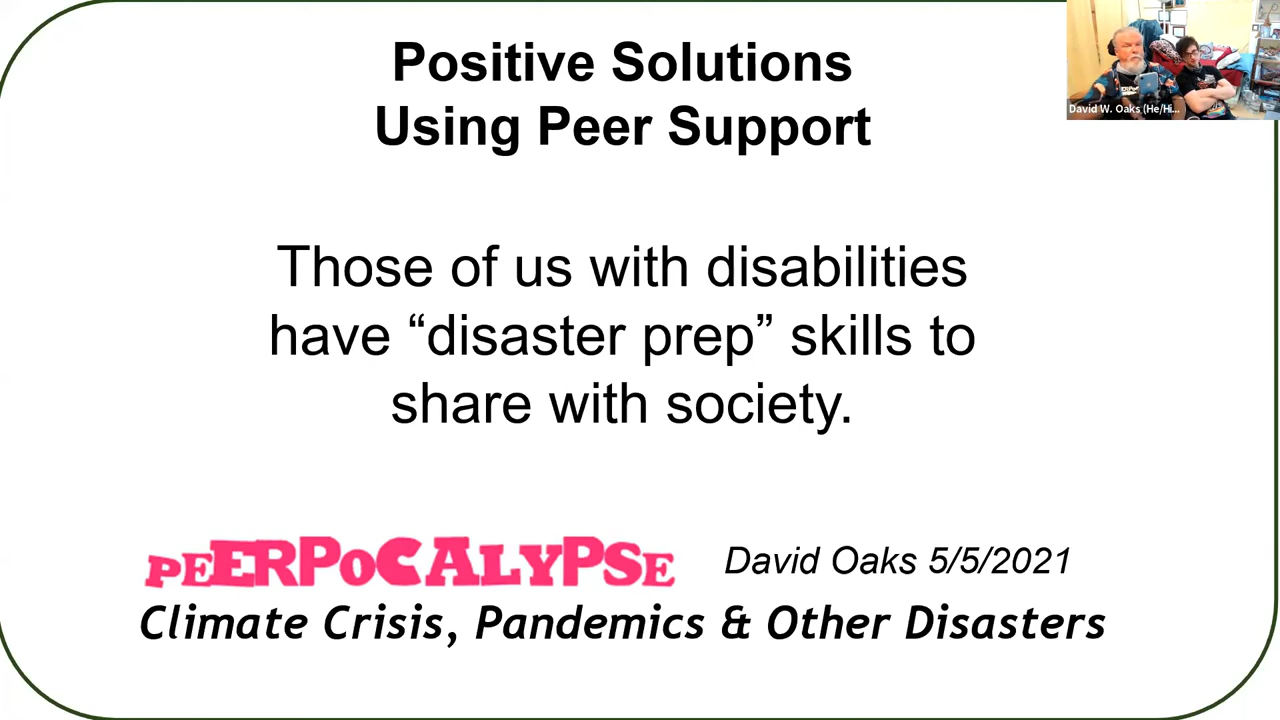 Positive Solutions
Using Peer Support
David W. Oaks (He/Hi...
Those of us with disabilities
have “disaster prep” skills to
share with society.
PEERPOCALYPSE
David Oaks 5/5/2021
Climate Crisis, Pandemics & Other Disasters